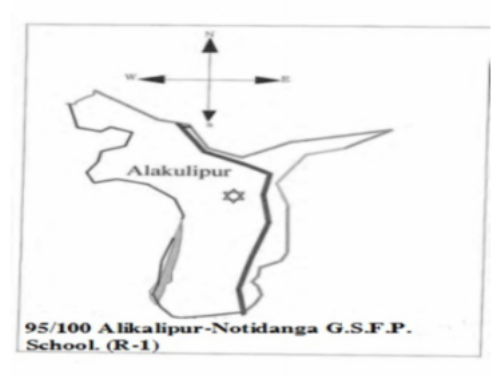 N
W E
S
Alakulipur
95/100 Alikalipur-Notidanga G.S.F.P.
School. (R-1)